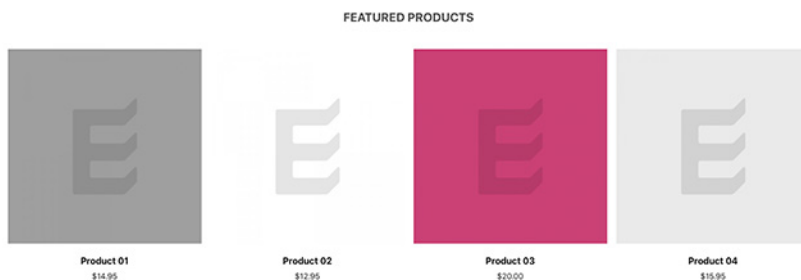 FEATURED PRODUCTS
Product 01
$14.95
Product 02
$12.95
Product 03
$20.00
Product 04
$15.95